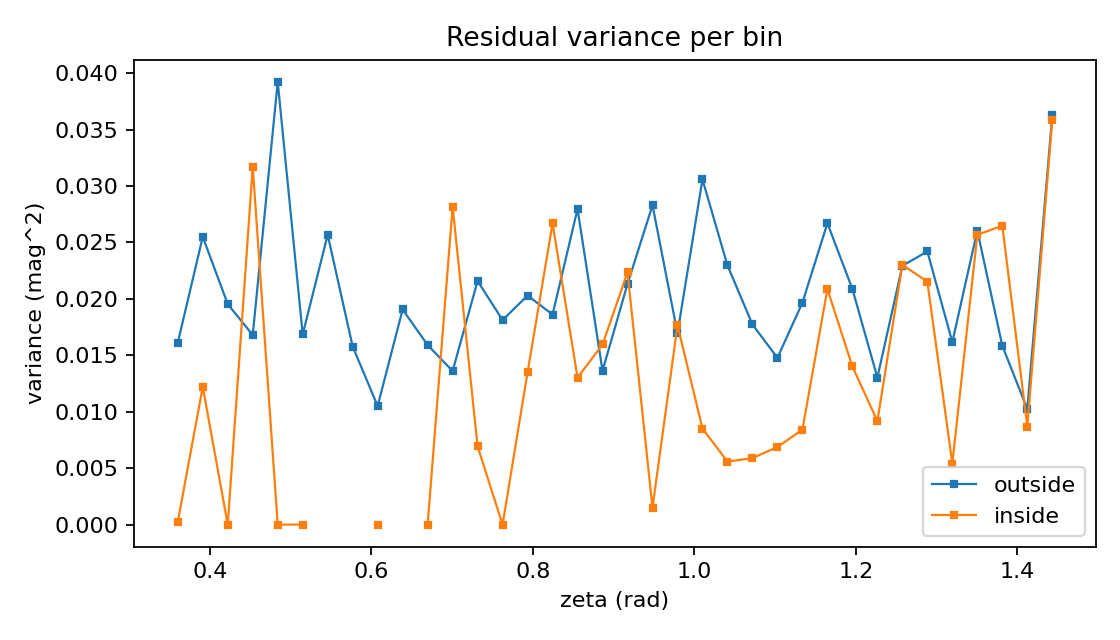 Residual variance per bin
variance (mag^2)
0.040
0.035
0.030
0.025
0.020
0.015
0.010
0.005
0.000
outside
inside
0.4 0.6 0.8 1.0 1.2 1.4
zeta (rad)